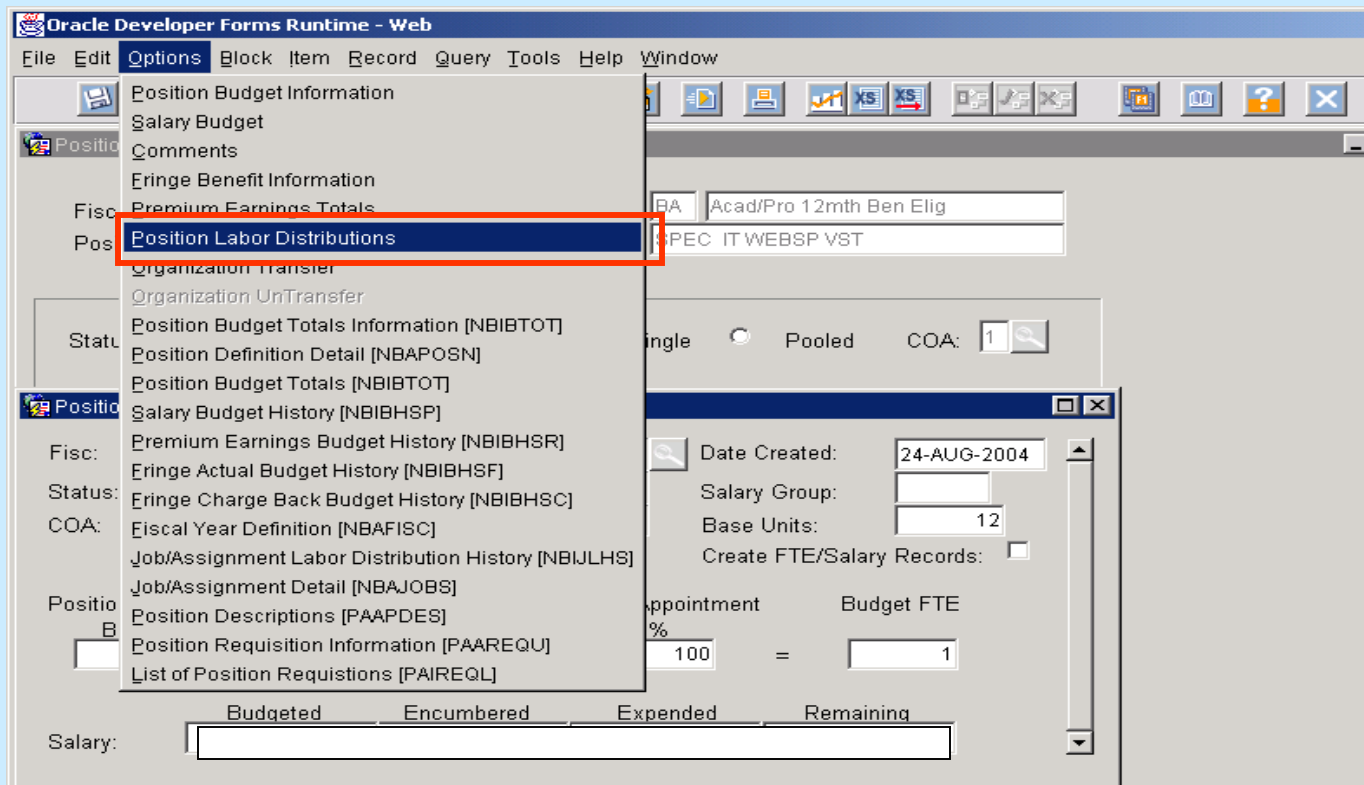 Oracle Developer Forms Runtime - Web
File Edit Options Block Item Record Query Tools Help Window
Position Budget Information
Salary Budget
Comments
Fringe Benefit Information
Premium Earnings Totals
Position Labor Distributions
Organization Transfer
Organization UnTransfer
Position Budget Totals Information [NBIBTOT]
Position Definition Detail [NBAPOSN]
Position Budget Totals [NBIBTOT]
Salary Budget History [NBIBHSP]
Premium Earnings Budget History [NBIBHSR]
Fringe Actual Budget History [NBIBHSF]
Fringe Charge Back Budget History [NBIBHSC]
Fiscal Year Definition [NBAFISC]
Job/Assignment Labor Distribution History [NBIJLHS]
Job/Assignment Detail [NBAJOBS]
Position Descriptions [PAAPDES]
Position Requisition Information [PAAREQU]
List of Position Requistions [PAIREQL]
XS XS
Positio
Fisc BA Acad/Pro 12mth Ben Elig
Pos SPEC IT WEBSP VST
Statu ingle Pooled COA: 1
Positio
Fisc: Date Created: 24-AUG-2004
Status: Salary Group:
COA: Base Units: 12
Create FTE/Salary Records:
Positio Appointment Budget FTE
B %
100 = 1
Budgeted Encumbered Expended Remaining
Salary: